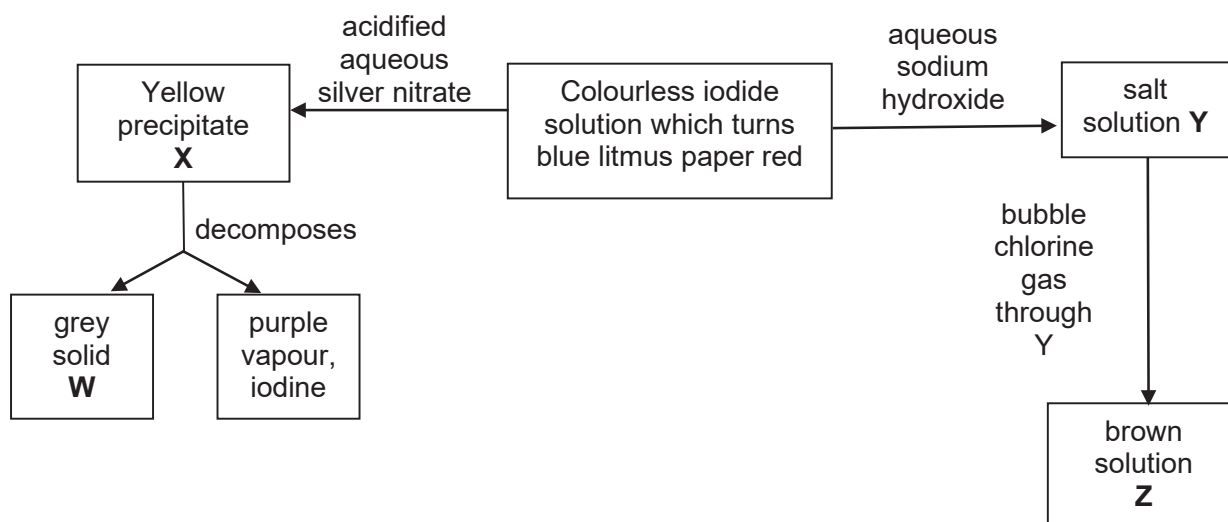 Yellow
precipitate
X
acidified
aqueous
silver nitrate
Colourless iodide
solution which turns
blue litmus paper red
aqueous
sodium
hydroxide
salt
solution Y
decomposes
grey
solid
W
purple
vapour,
iodine
bubble
chlorine
gas
through
Y
brown
solution
Z